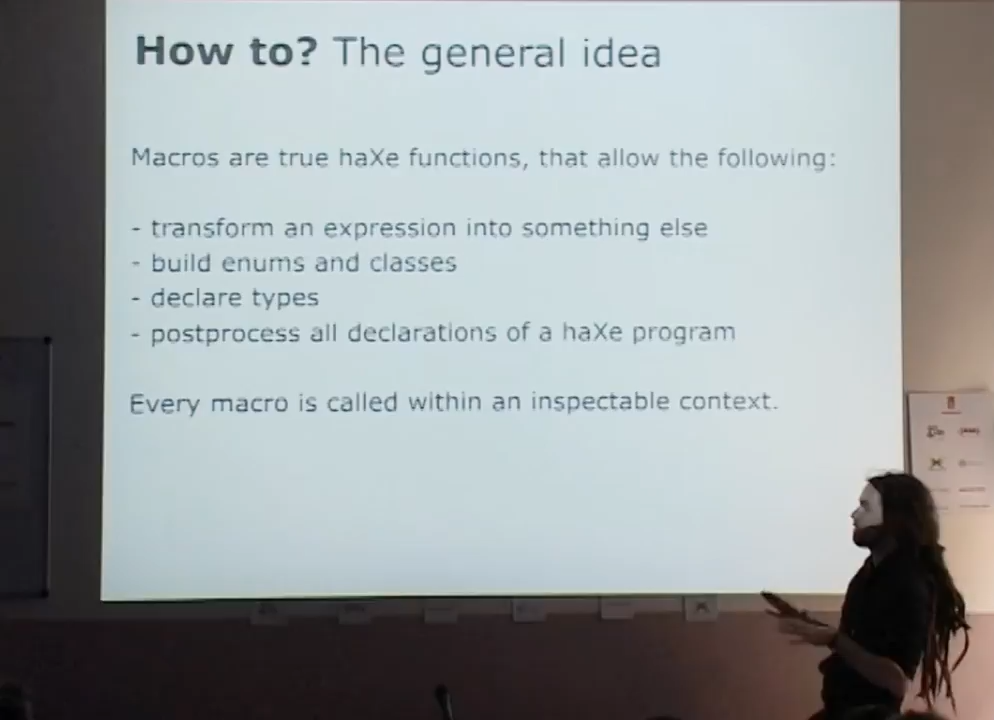 How to? The general idea
Macros are true haXe functions, that allow the following:
- transform an expression into something else
- build enums and classes
- declare types
- postprocess all declarations of a haXe program
Every macro is called within an inspectable context.